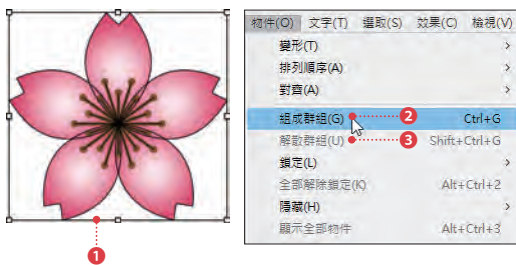 物件(O) 文字(T) 選取(S) 效果(C) 檢視(V)
變形(T) >
排列順序(A) >
對齊(A) >
組成群組(G) 2 Ctrl+G
解散群組(U) 3 Shift+Ctrl+G
鎖定(L) >
全部解除鎖定(K) Alt+Ctrl+2
隱藏(H) >
顯示全部物件 Alt+Ctrl+3
1